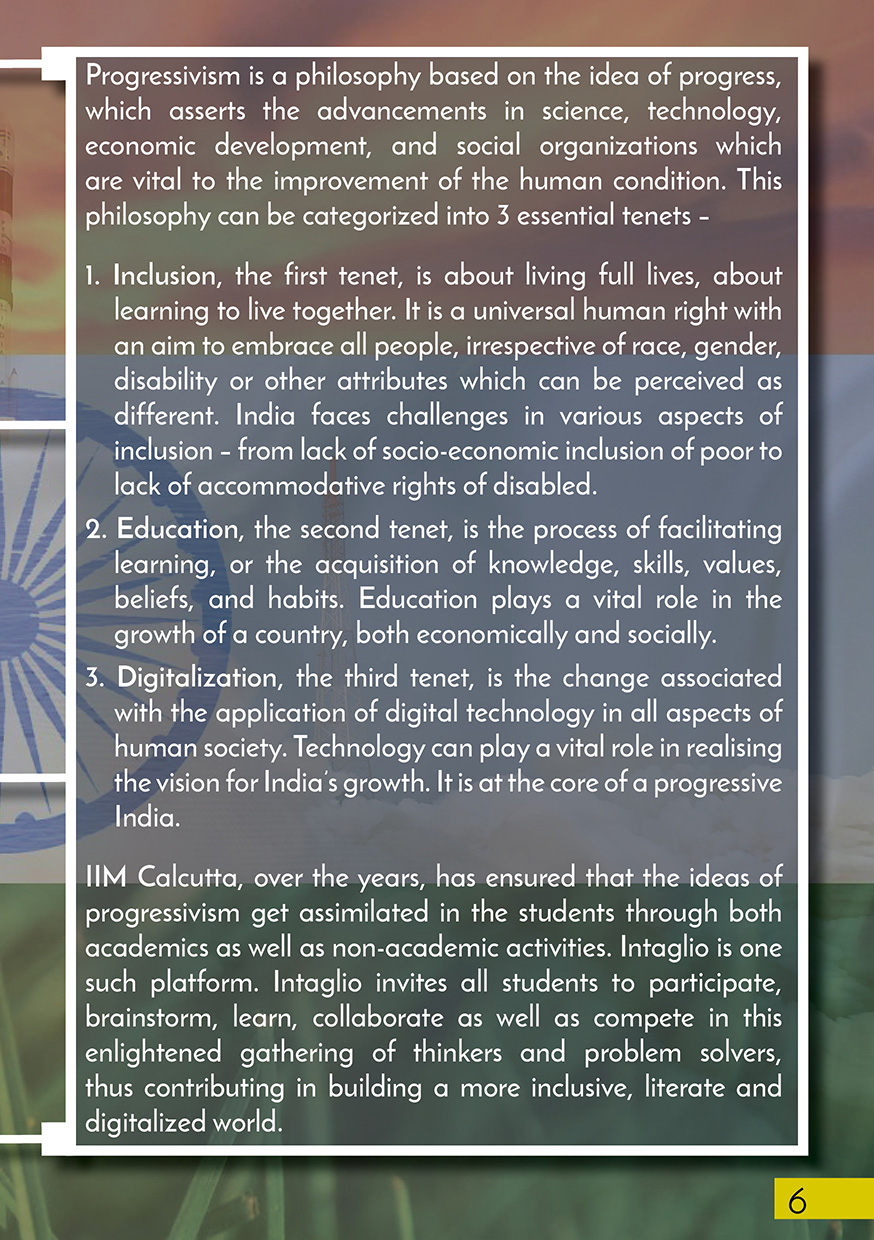 Progressivism is a philosophy based on the idea of progress,
which asserts the advancements in science, technology,
economic development, and social organizations which
are vital to the improvement of the human condition. This
philosophy can be categorized into 3 essential tenets –
1. Inclusion, the first tenet, is about living full lives, about
learning to live together. It is a universal human right with
an aim to embrace all people, irrespective of race, gender,
disability or other attributes which can be perceived as
different. India faces challenges in various aspects of
inclusion – from lack of socio-economic inclusion of poor to
lack of accommodative rights of disabled.
2. Education, the second tenet, is the process of facilitating
learning, or the acquisition of knowledge, skills, values,
beliefs, and habits. Education plays a vital role in the
growth of a country, both economically and socially.
3. Digitalization, the third tenet, is the change associated
with the application of digital technology in all aspects of
human society. Technology can play a vital role in realising
the vision for India's growth. It is at the core of a progressive
India.
IIM Calcutta, over the years, has ensured that the ideas of
progressivism get assimilated in the students through both
academics as well as non-academic activities. Intaglio is one
such platform. Intaglio invites all students to participate,
brainstorm, learn, collaborate as well as compete in this
enlightened gathering of thinkers and problem solvers,
thus contributing in building a more inclusive, literate and
digitalized world.
6